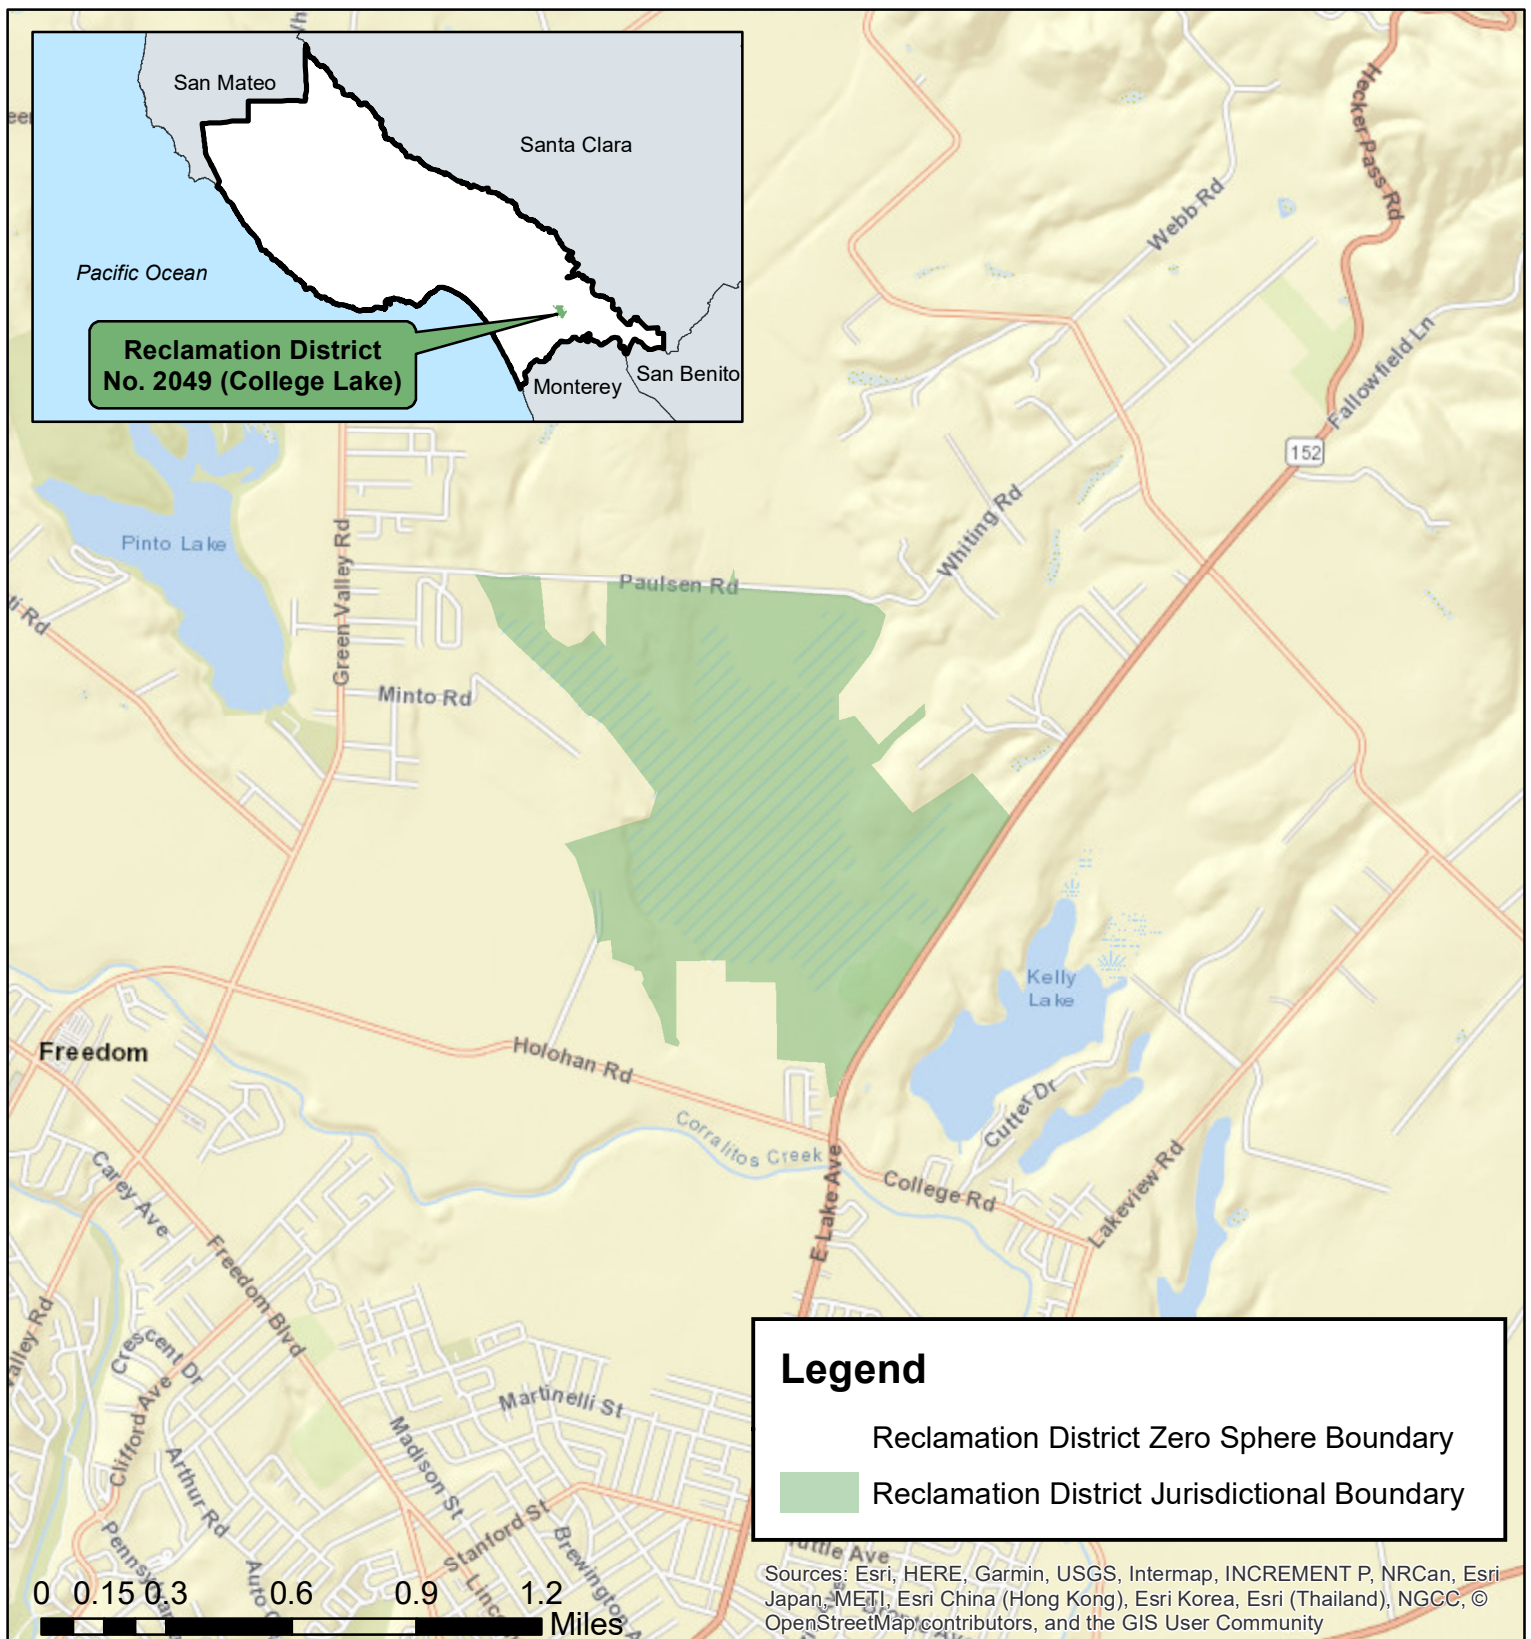 San Mateo
Santa Clara
Pacific Ocean
Reclamation District
No. 2049 (College Lake)
Monterey
San Benito
Hecker Pass Rd
Webb Rd
Fallowfield Ln
152
Whiting Rd
Pinto Lake
Green Valley Rd
Paulsen Rd
Rd
Minto Rd
Kelly
Lake
Freedom
Holohan Rd
Corralitos Creek
Cutter Dr
College Rd
Lakeview Rd
E Lake Ave
Carey Ave
Freedom Blvd
Valley Rd
Crescent Dr
Clifford Ave
Martinelli St
Madison St
Arthur Rd
Stanford St
Brewington
Legend
Reclamation District Zero Sphere Boundary
Reclamation District Jurisdictional Boundary
0 0.15 0.3 0.6 0.9 1.2
Miles
Sources: Esri, HERE, Garmin, USGS, Intermap, INCREMENT P, NRCan, Esri
Japan, METI, Esri China (Hong Kong), Esri Korea, Esri (Thailand), NGCC, ©
OpenStreetMap contributors, and the GIS User Community